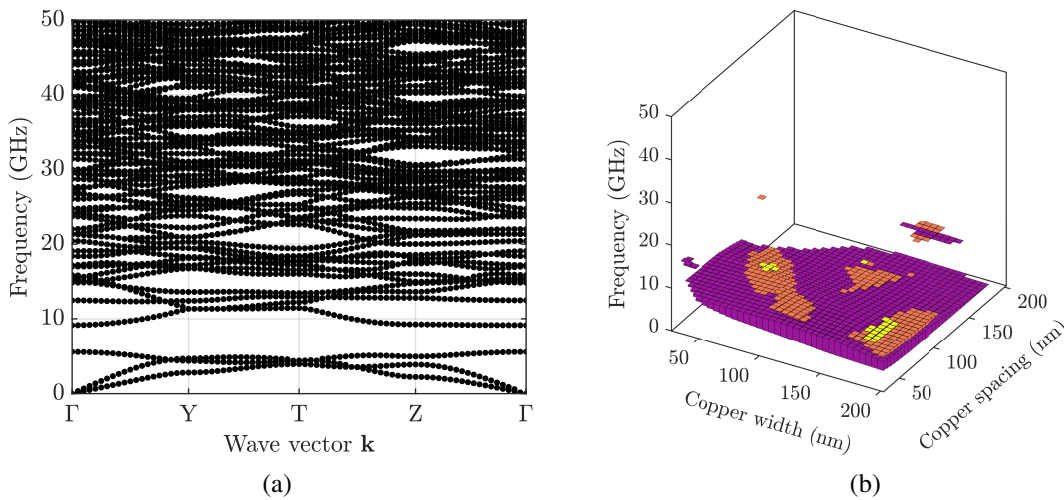 50
40
30
20
10
0
Frequency (GHz)
Γ Y T Z Γ
Wave vector k
(a)
50
40
30
20
10
0
Frequency (GHz)
50
100
150
200
Copper width (nm)
50
100
150
200
Copper spacing (nm)
(b)